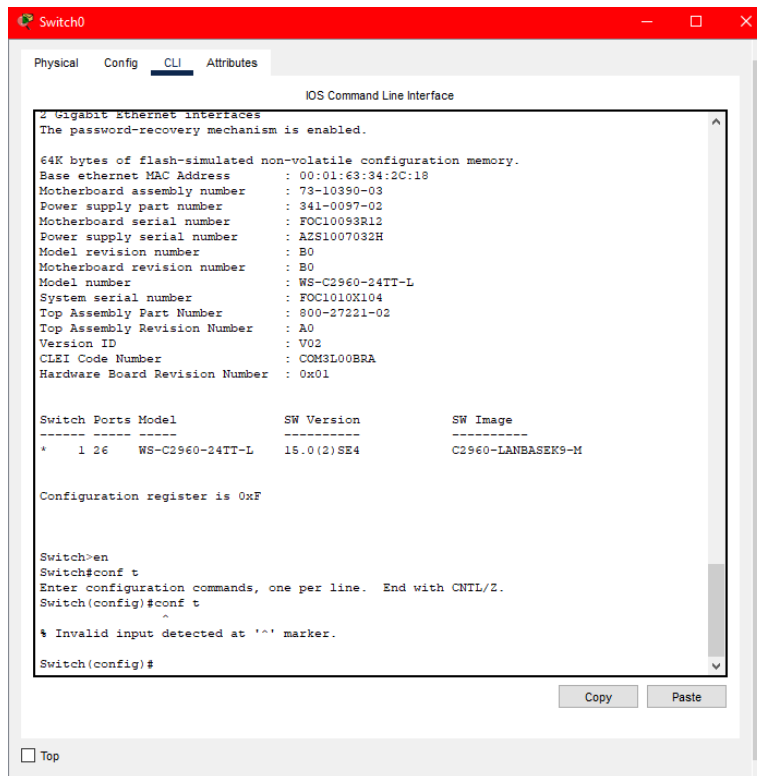 Switch0
Physical Config CLI Attributes
IOS Command Line Interface
2 Gigabit Ethernet interfaces
The password-recovery mechanism is enabled.
64K bytes of flash-simulated non-volatile configuration memory.
Base ethernet MAC Address : 00:01:63:34:2C:18
Motherboard assembly number : 73-10390-03
Power supply part number : 341-0097-02
Motherboard serial number : FOC10093R12
Power supply serial number : AZS1007032H
Model revision number : B0
Motherboard revision number : B0
Model number : WS-C2960-24TT-L
System serial number : FOC1010X104
Top Assembly Part Number : 800-27221-02
Top Assembly Revision Number : A0
Version ID : V02
CLEI Code Number : COM3L00BRA
Hardware Board Revision Number : 0x01
Switch Ports Model SW Version SW Image
------ ----- ----- ---------- ----------
* 1 26 WS-C2960-24TT-L 15.0(2)SE4 C2960-LANBASEK9-M
Configuration register is 0xF
Switch>en
Switch#conf t
Enter configuration commands, one per line. End with CNTL/Z.
Switch(config)#conf t
^
% Invalid input detected at '^' marker.
Switch(config)#
Copy Paste
Top